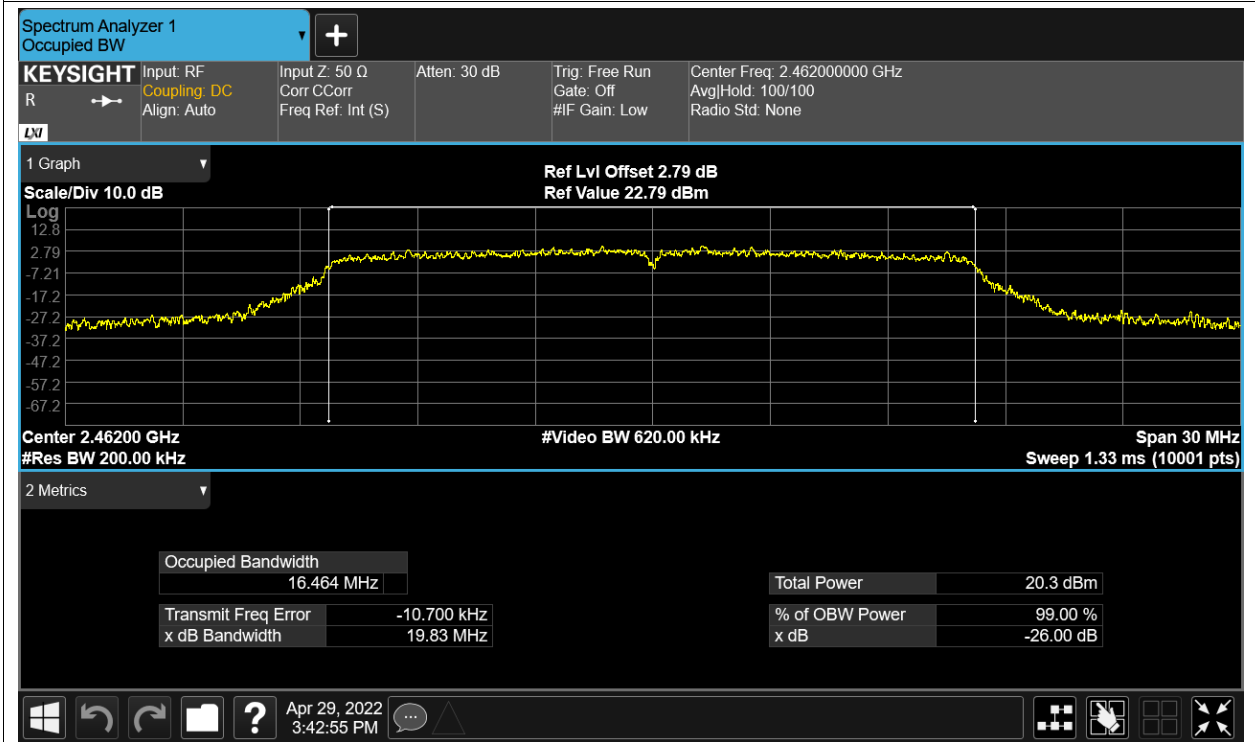 Spectrum Analyzer 1
Occupied BW
KEYSIGHT
R
LXI
Input: RF
Coupling: DC
Align: Auto
Input Z: 50 Ω
Corr CCorr
Freq Ref: Int (S)
Atten: 30 dB
Trig: Free Run
Gate: Off
#IF Gain: Low
Center Freq: 2.462000000 GHz
Avg|Hold: 100/100
Radio Std: None
1 Graph
Scale/Div 10.0 dB
Ref Lvl Offset 2.79 dB
Ref Value 22.79 dBm
Log
12.8
2.79
-7.21
-17.2
-27.2
-37.2
-47.2
-57.2
-67.2
Center 2.46200 GHz
#Video BW 620.00 kHz
Span 30 MHz
#Res BW 200.00 kHz
Sweep 1.33 ms (10001 pts)
2 Metrics
Occupied Bandwidth
16.464 MHz
Total Power 20.3 dBm
Transmit Freq Error -10.700 kHz
% of OBW Power 99.00 %
x dB Bandwidth 19.83 MHz
x dB -26.00 dB
?
Apr 29, 2022
3:42:55 PM